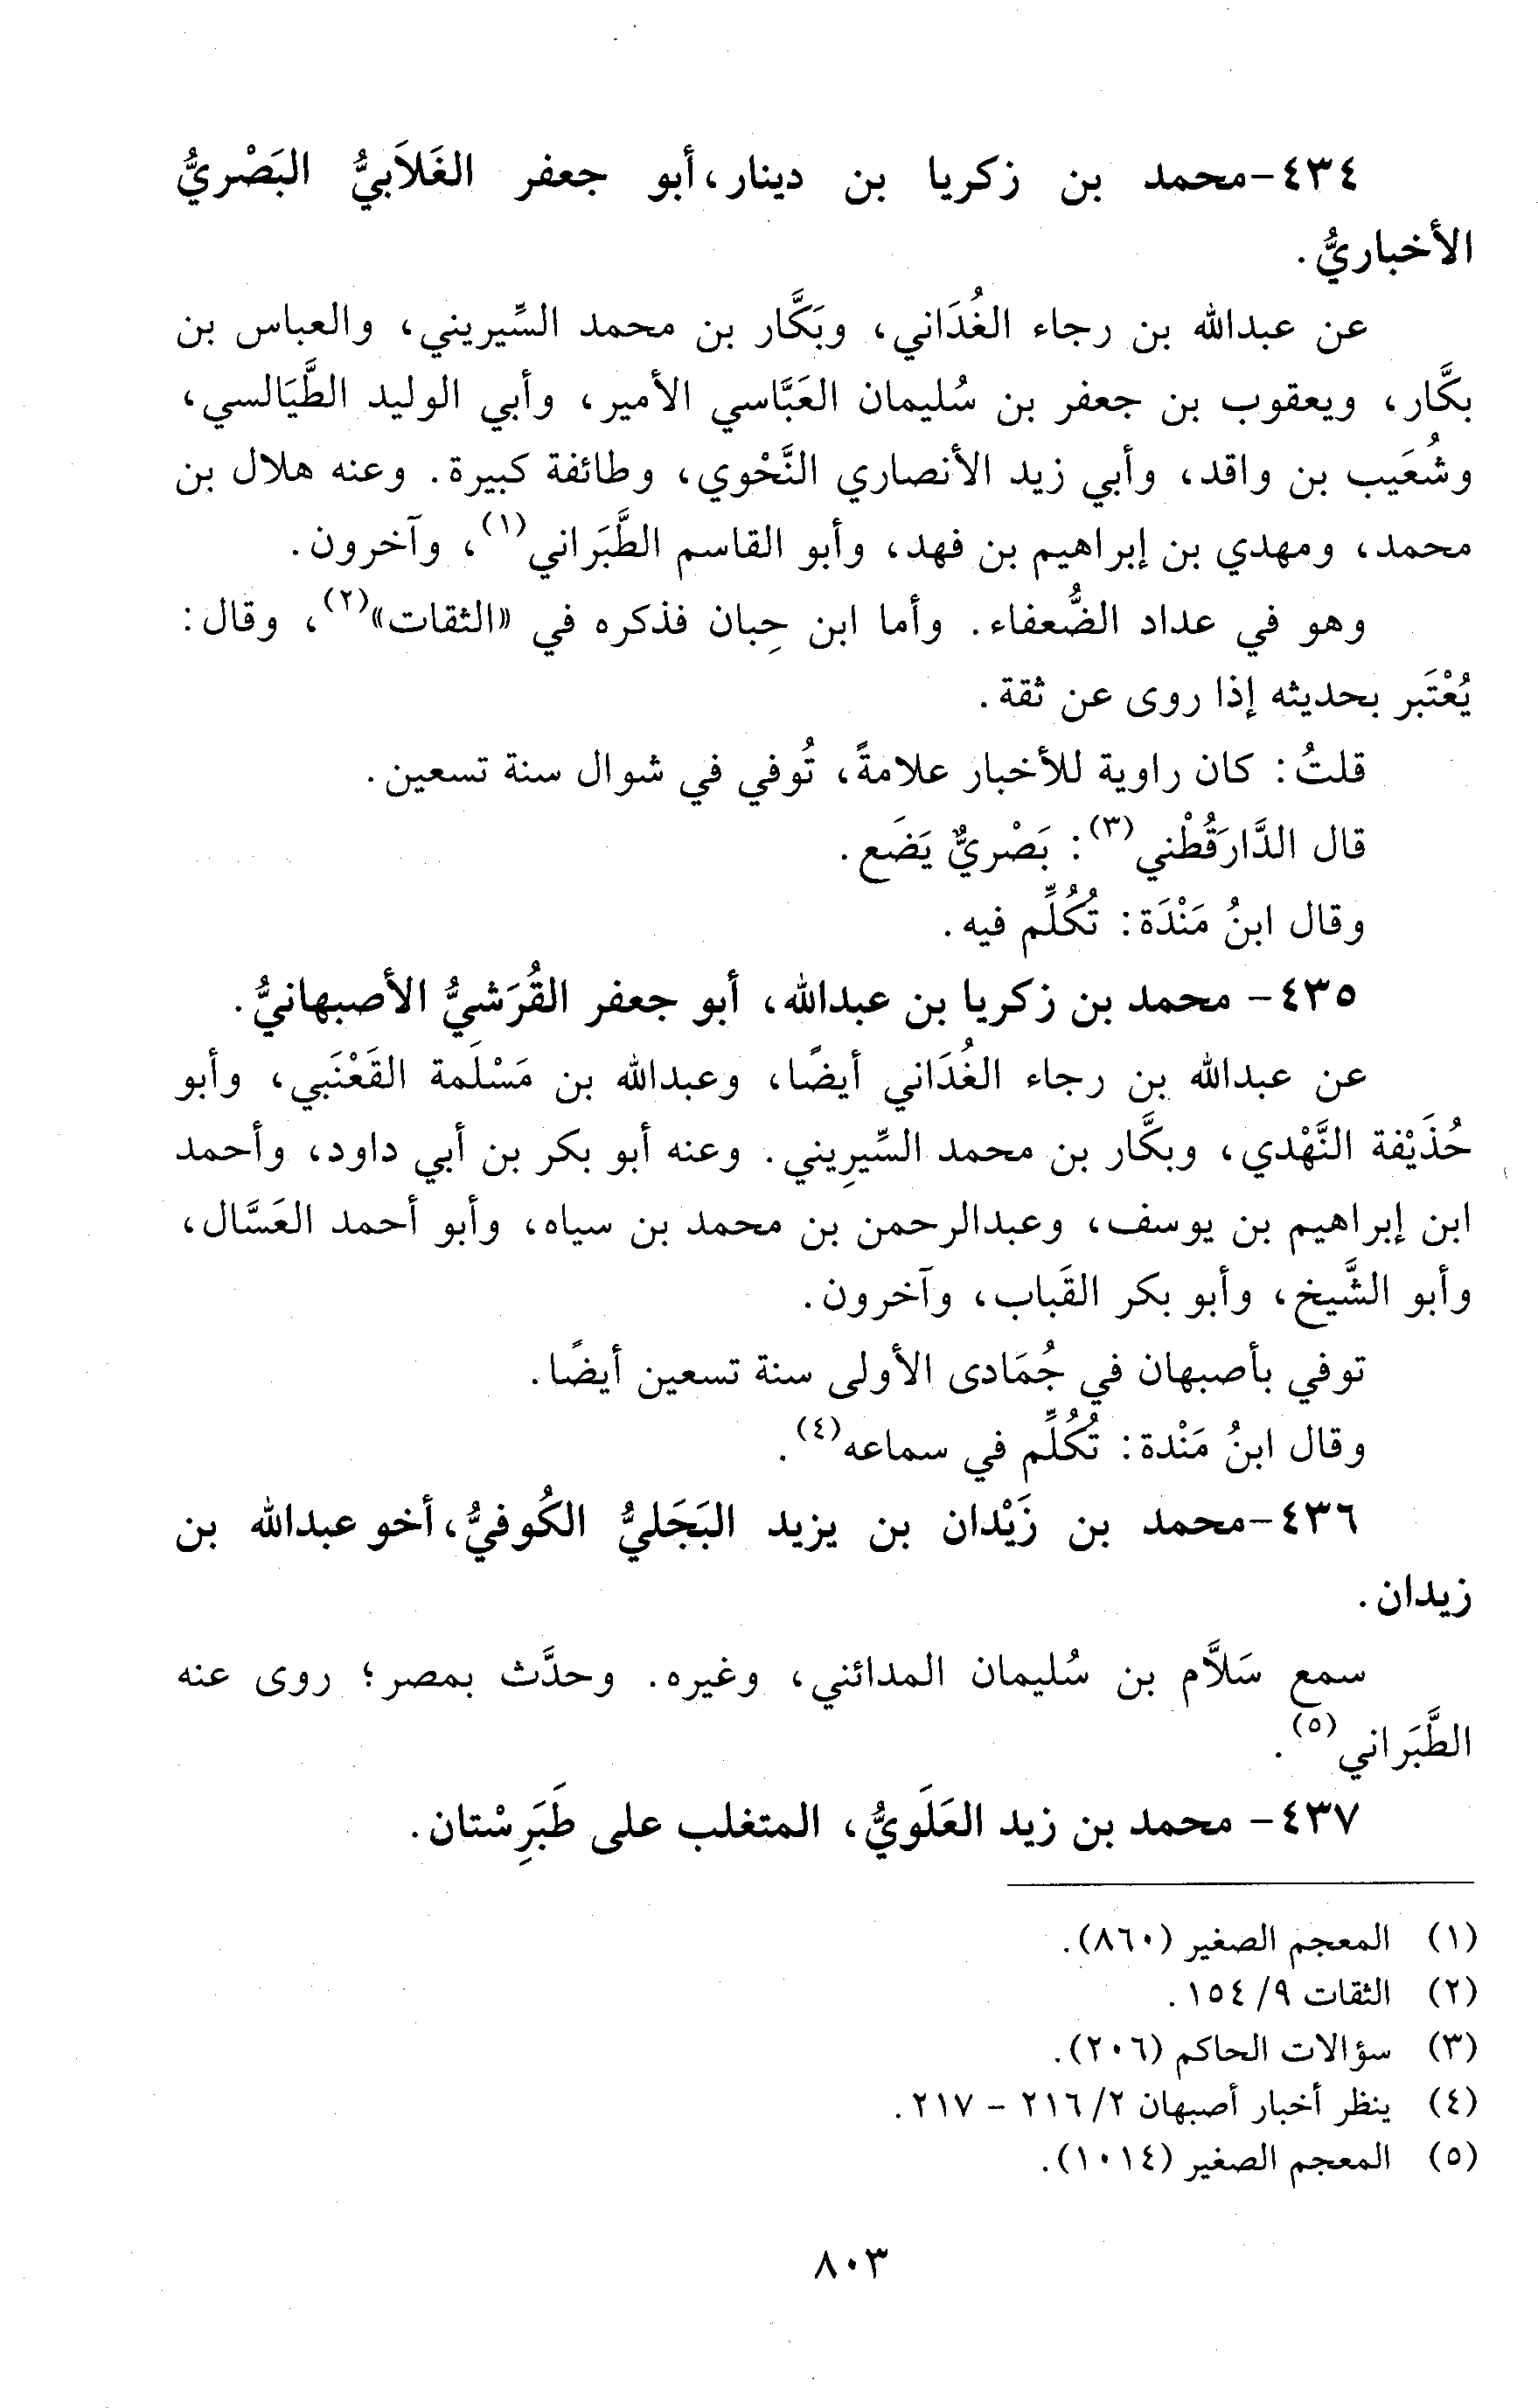 ٤٣٤-محمد بن زكريا بن دينار، أبو جعفر الغَلاَبيُّ البَصْريُّ
الأخباريُّ.
عن عبدالله بن رجاء الغُدَاني، وبَكَّار بن محمد السِّيريني، والعباس بن
بكَّار، ويعقوب بن جعفر بن سُليمان العَبَّاسي الأمير، وأبي الوليد الطَّيَالسي،
وشُعَيب بن واقد، وأبي زيد الأنصاري النَّحْوي، وطائفة كبيرة. وعنه هلال بن
محمد، ومهدي بن إبراهيم بن فهد، وأبو القاسم الطَّبَراني(١)، وآخرون.
وهو في عداد الضُّعفاء. وأما ابن حِبان فذكره في «الثقات»(٢)، وقال:
يُعْتَبر بحديثه إذا روى عن ثقة.
قلتُ: كان راوية للأخبار علامةً، تُوفي في شوال سنة تسعين.
قال الدَّارَقُطْني(٣): بَصْريٌّ يَضَع.
وقال ابنُ مَنْدَة: تُكُلِّم فيه.
٤٣٥- محمد بن زكريا بن عبدالله، أبو جعفر القُرَشيُّ الأصبهانيُّ.
عن عبدالله بن رجاء الغُدَاني أيضًا، وعبدالله بن مَسْلَمة القَعْنَبي، وأبو
حُذَيْفة النَّهْدي، وبكَّار بن محمد السِّيرِيني. وعنه أبو بكر بن أبي داود، وأحمد
ابن إبراهيم بن يوسف، وعبدالرحمن بن محمد بن سياه، وأبو أحمد العَسَّال،
وأبو الشَّيخ، وأبو بكر القَباب، وآخرون.
توفي بأصبهان في جُمَادى الأولى سنة تسعين أيضًا.
وقال ابنُ مَنْدة: تُكُلِّم في سماعه(٤).
٤٣٦-محمد بن زَيْدان بن يزيد البَجَليُّ الكُوفيُّ، أخو عبدالله بن
زيدان.
سمع سَلاَّم بن سُليمان المدائني، وغيره. وحدَّث بمصر؛ روى عنه
الطَّبَراني(٥).
٤٣٧- محمد بن زيد العَلَويُّ، المتغلب على طَبَرِسْتان.
(١) المعجم الصغير (٨٦٠).
(٢) الثقات ٩/ ١٥٤.
(٣) سؤالات الحاكم (٢٠٦).
(٤) ينظر أخبار أصبهان ٢/ ٢١٦ - ٢١٧.
(٥) المعجم الصغير (١٠١٤).
٨٠٣